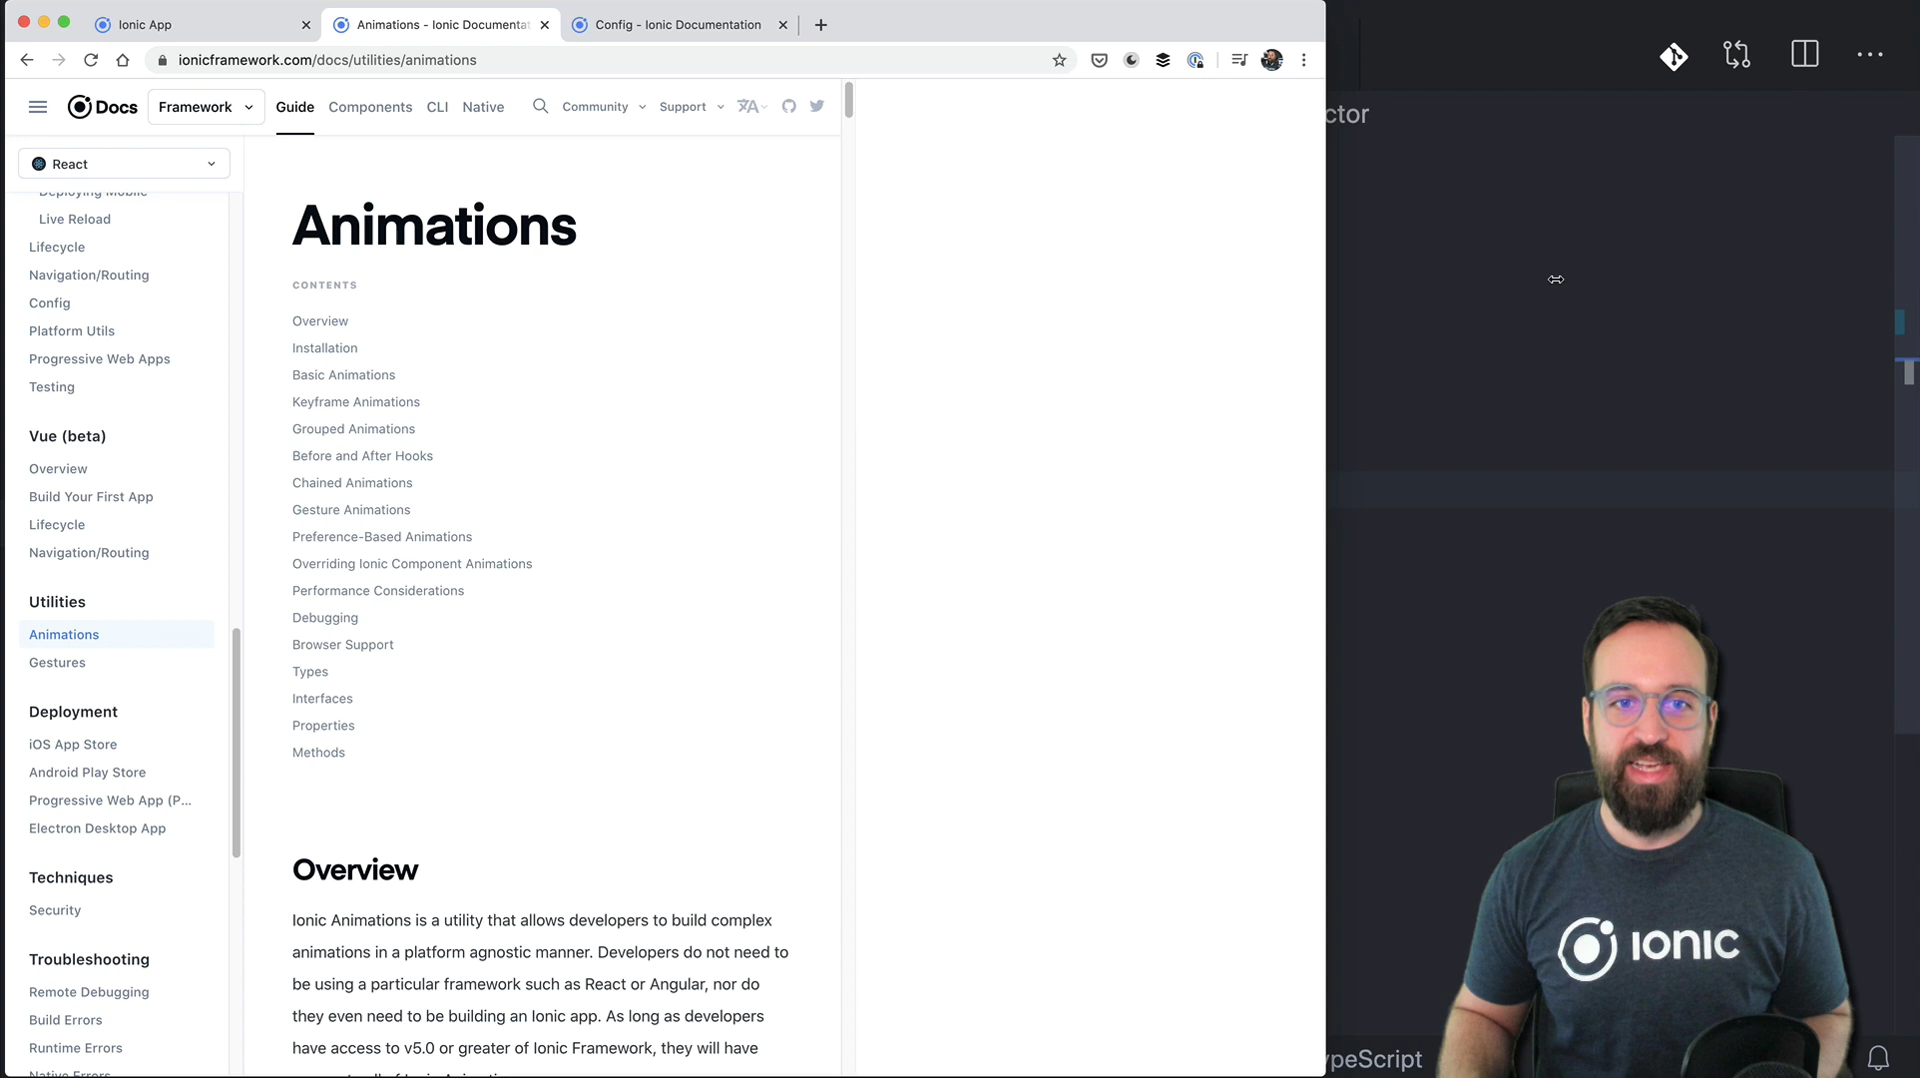 Ionic App
Animations - Ionic Documenta
Config - Ionic Documentation
ionicframework.com/docs/utilities/animations
Docs
Framework
Guide
Components
CLI
Native
Community
Support
ctor
React
Deploying Mobile
Live Reload
Lifecycle
Navigation/Routing
Config
Platform Utils
Progressive Web Apps
Testing
Vue (beta)
Overview
Build Your First App
Lifecycle
Navigation/Routing
Utilities
Animations
Gestures
Deployment
iOS App Store
Android Play Store
Progressive Web App (P...
Electron Desktop App
Techniques
Security
Troubleshooting
Remote Debugging
Build Errors
Runtime Errors
Native Errors
Animations
CONTENTS
Overview
Installation
Basic Animations
Keyframe Animations
Grouped Animations
Before and After Hooks
Chained Animations
Gesture Animations
Preference-Based Animations
Overriding Ionic Component Animations
Performance Considerations
Debugging
Browser Support
Types
Interfaces
Properties
Methods
Overview
Ionic Animations is a utility that allows developers to build complex
animations in a platform agnostic manner. Developers do not need to
be using a particular framework such as React or Angular, nor do
they even need to be building an Ionic app. As long as developers
have access to v5.0 or greater of Ionic Framework, they will have
IONIC
ypeScript